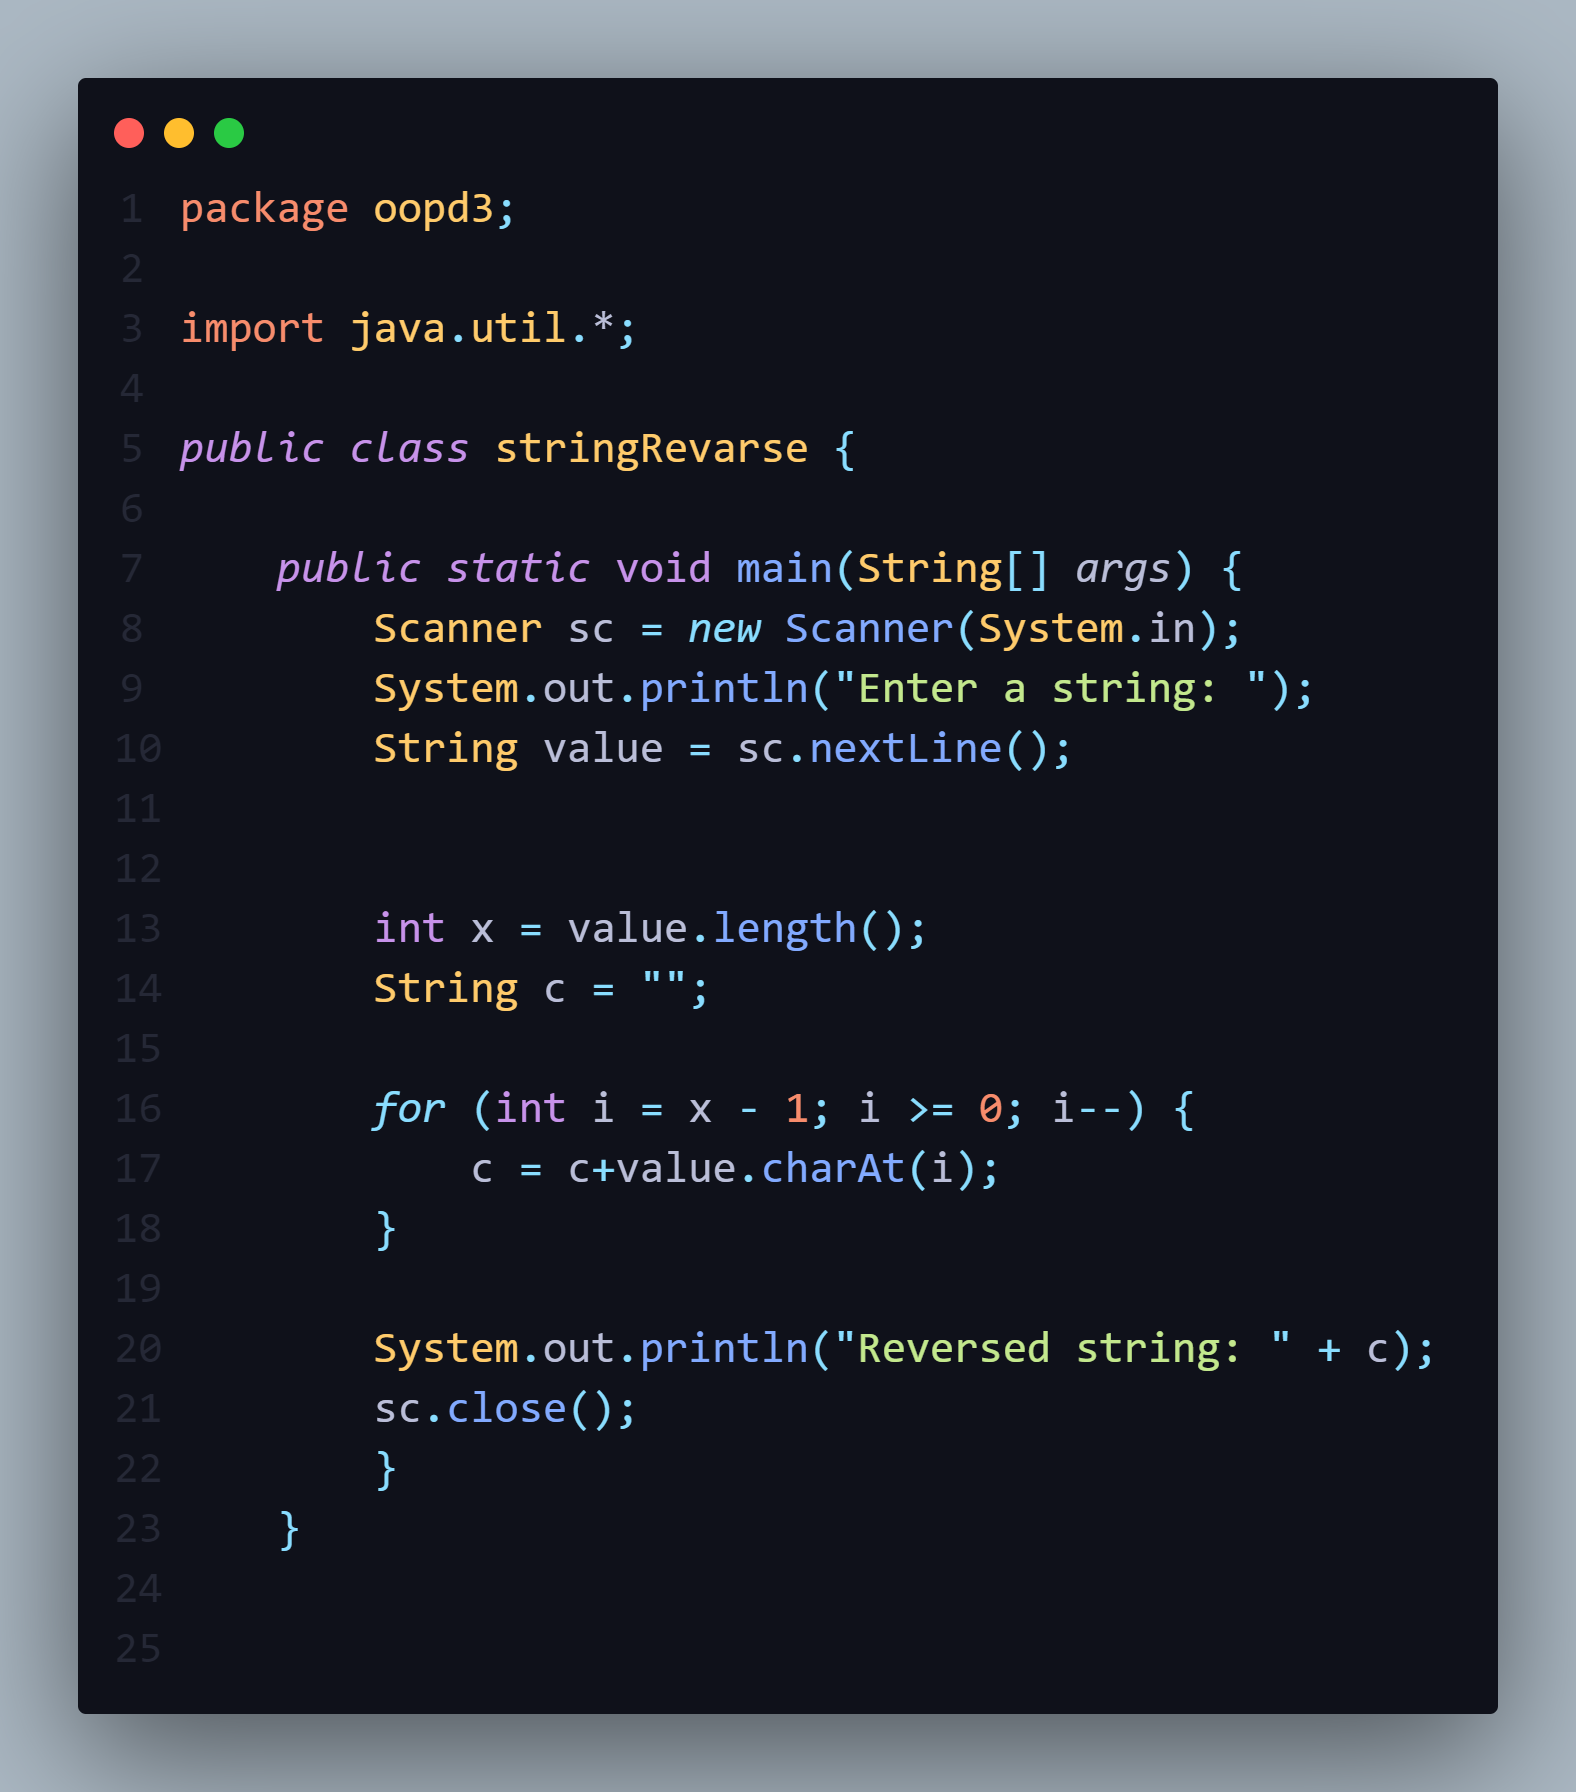 1 package oopd3;
2
3 import java.util.*;
4
5 public class stringRevarse {
6
7     public static void main(String[] args) {
8         Scanner sc = new Scanner(System.in);
9         System.out.println("Enter a string: ");
10         String value = sc.nextLine();
11
12
13         int x = value.length();
14         String c = "";
15
16         for (int i = x - 1; i >= 0; i--) {
17             c = c+value.charAt(i);
18         }
19
20         System.out.println("Reversed string: " + c);
21         sc.close();
22         }
23     }
24
25